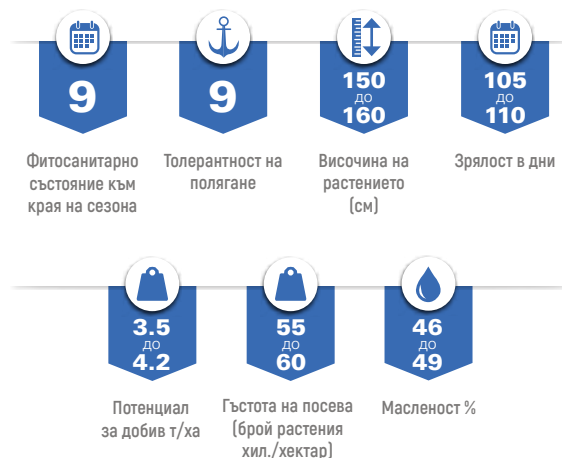 9
Фитосанитарно
състояние към
края на сезона
9
Толерантност на
полягане
150
ДО
160
Височина на
растението
(см)
105
ДО
110
Зрялост в дни
3.5
ДО
4.2
Потенциал
за добив т/ха
55
ДО
60
Гъстота на посева
(брой растения
хил./хектар)
46
ДО
49
Масленост %